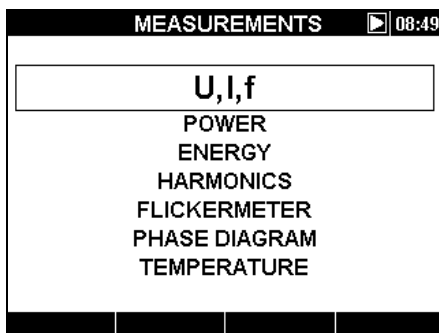 MEASUREMENTS 08:49
U,I,f
POWER
ENERGY
HARMONICS
FLICKERMETER
PHASE DIAGRAM
TEMPERATURE